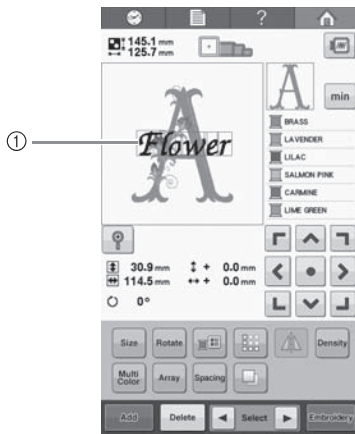 ?
145.1 mm
125.7 mm
A
min
① A
Flower
BRASS
LAVENDER
LILAC
SALMON PINK
CARMINE
LIME GREEN
30.9 mm + 0.0 mm
114.5 mm + 0.0 mm
0°
Size Rotate Density
Multi Color Array Spacing
Add Delete Select Embroidery